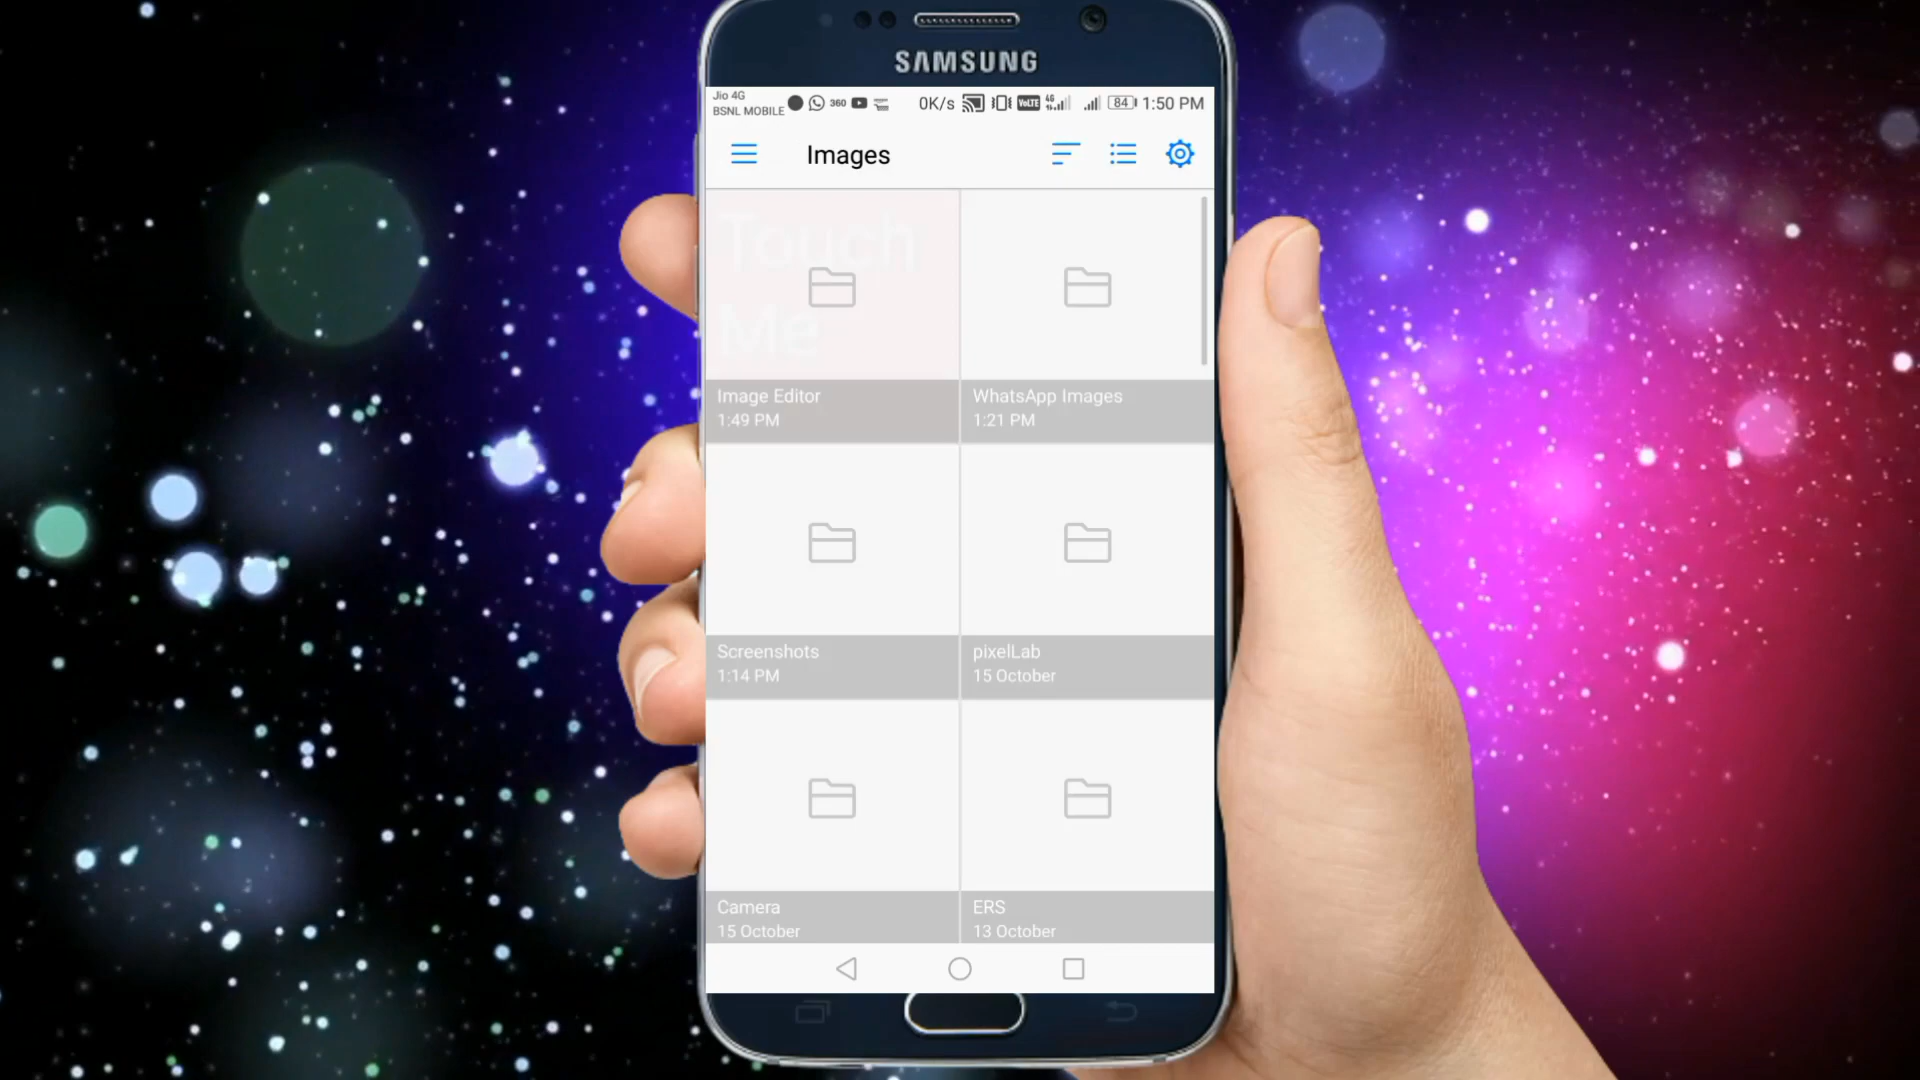 SAMSUNG
Jio 4G
BSNL MOBILE
360
0K/s VoLTE 4G 84 1:50 PM
Images
Touch
Me
Image Editor
1:49 PM
WhatsApp Images
1:21 PM
Screenshots
1:14 PM
pixelLab
15 October
Camera
15 October
ERS
13 October